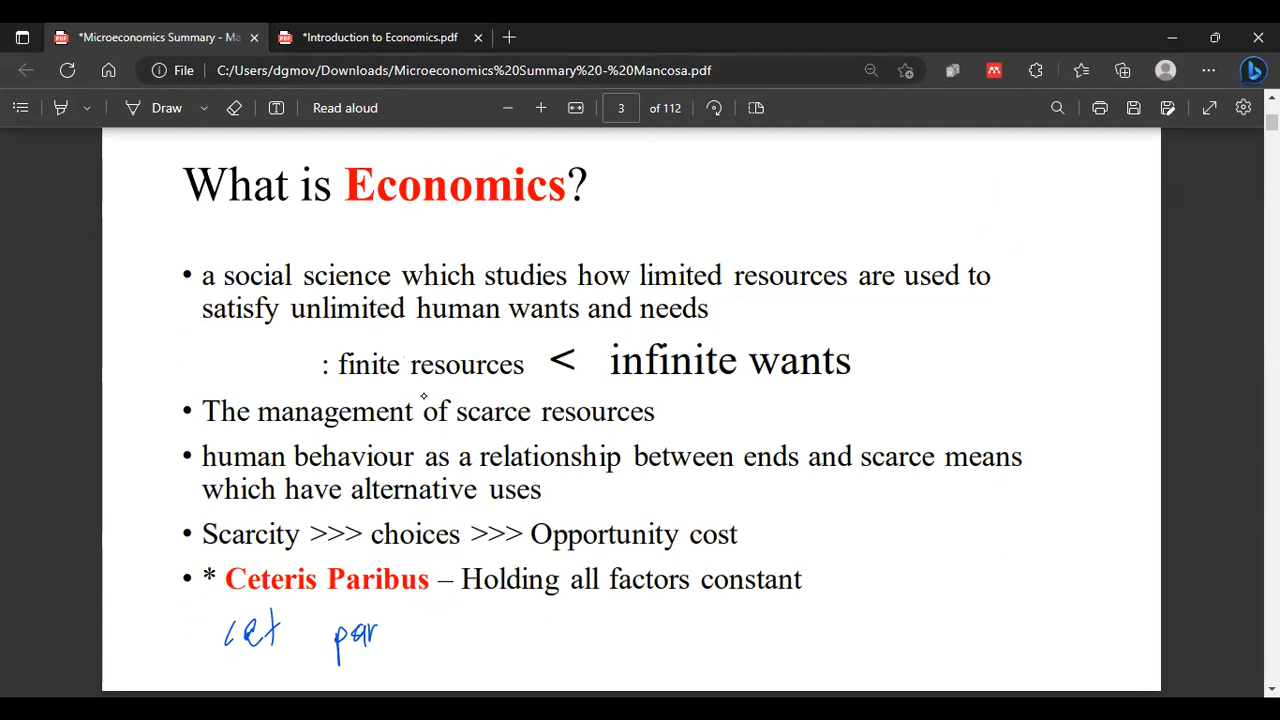 *Microeconomics Summary - Ma
*Introduction to Economics.pdf
File C:/Users/dgmov/Downloads/Microeconomics%20Summary%20-%20Mancosa.pdf
Draw Read aloud 3 of 112
What is Economics?
• a social science which studies how limited resources are used to
satisfy unlimited human wants and needs
: finite resources < infinite wants
• The management of scarce resources
• human behaviour as a relationship between ends and scarce means
which have alternative uses
• Scarcity >>> choices >>> Opportunity cost
• * Ceteris Paribus – Holding all factors constant
cet par